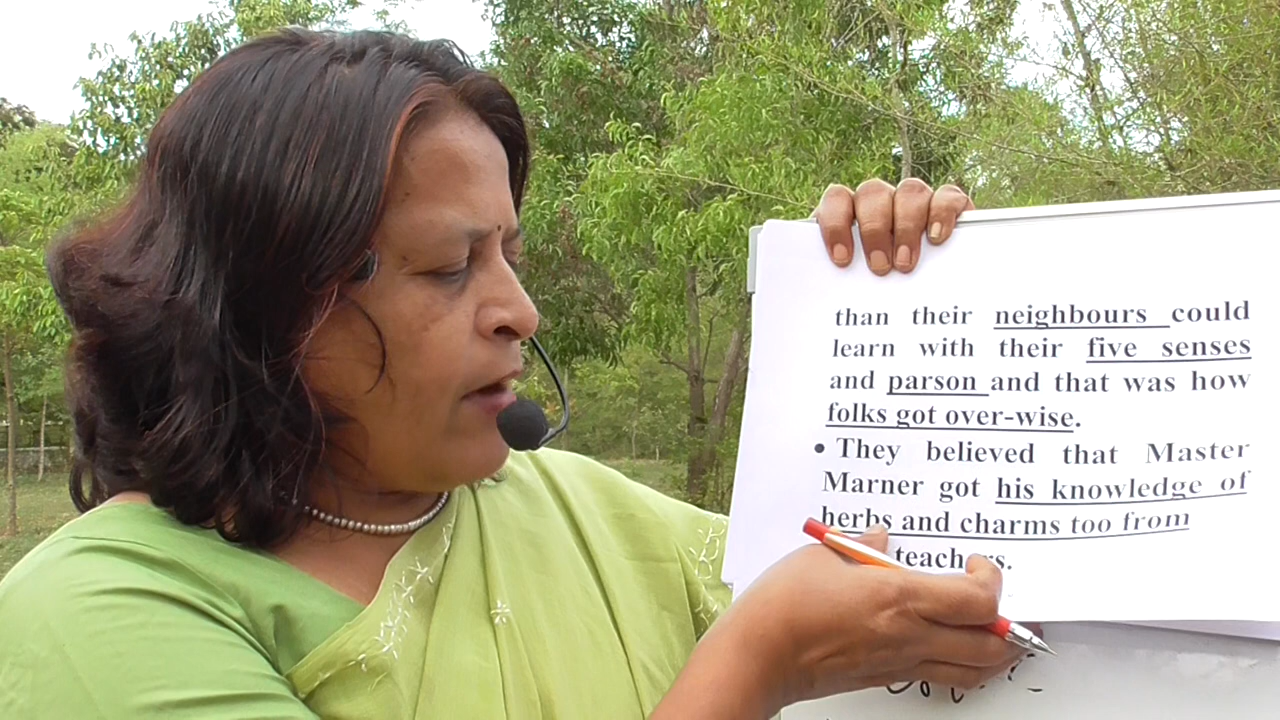 than their neighbours could
learn with their five senses
and parson and that was how
folks got over-wise.
• They believed that Master
Marner got his knowledge of
herbs and charms too from
teachers.